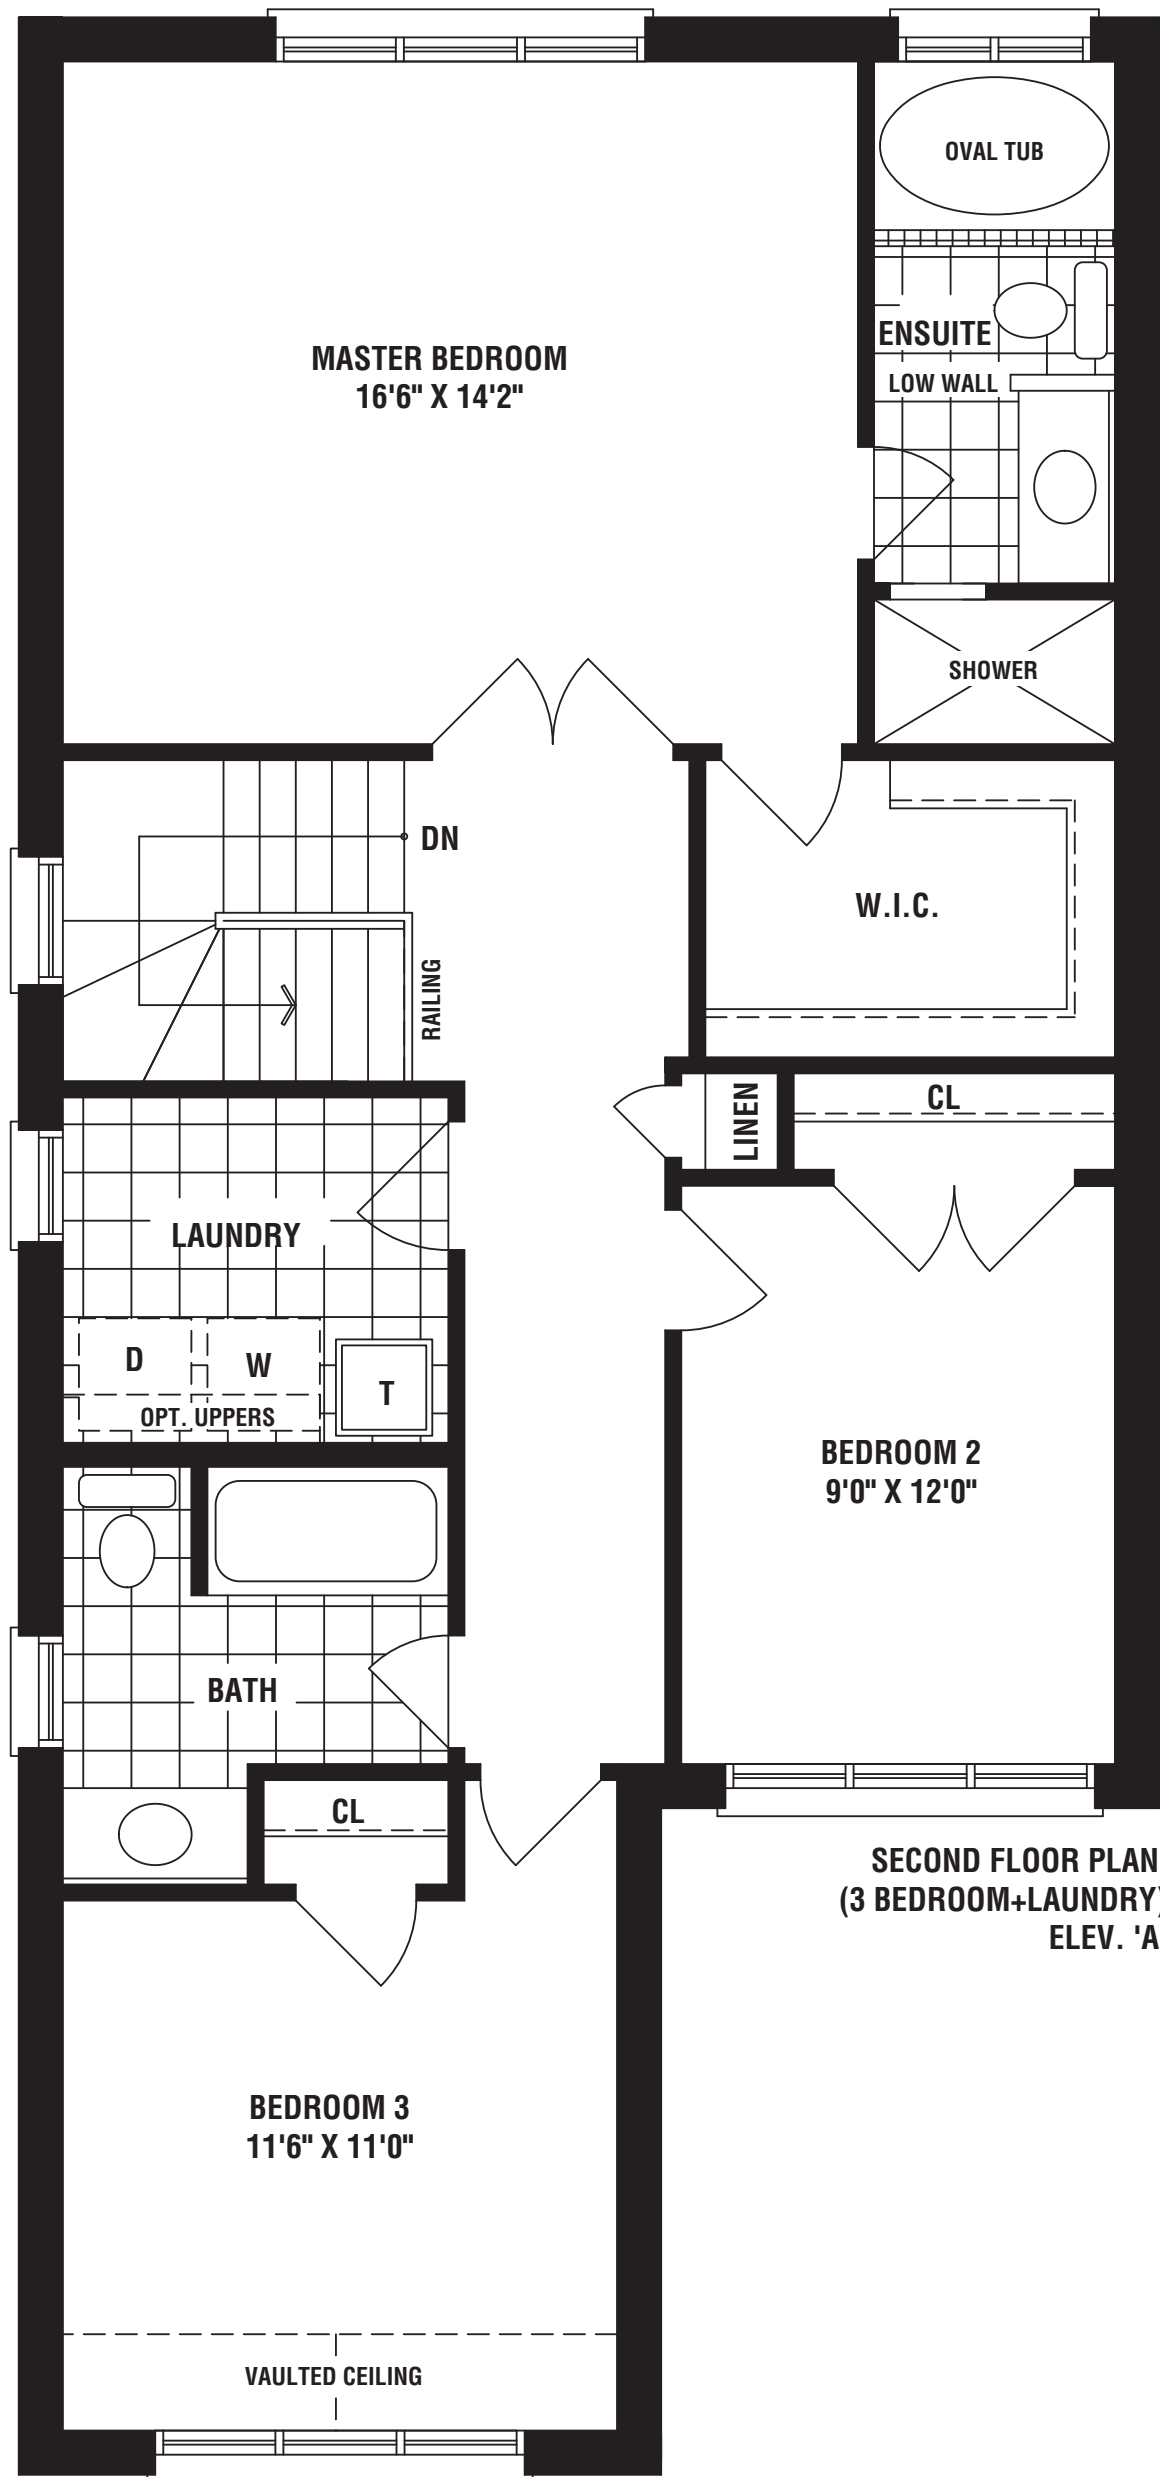 OVAL TUB
ENSUITE
LOW WALL
MASTER BEDROOM
16'6" X 14'2"
SHOWER
DN
RAILING
W.I.C.
LINEN
CL
LAUNDRY
D
W
T
OPT. UPPERS
BEDROOM 2
9'0" X 12'0"
BATH
CL
SECOND FLOOR PLAN
(3 BEDROOM+LAUNDRY)
ELEV. 'A
BEDROOM 3
11'6" X 11'0"
VAULTED CEILING